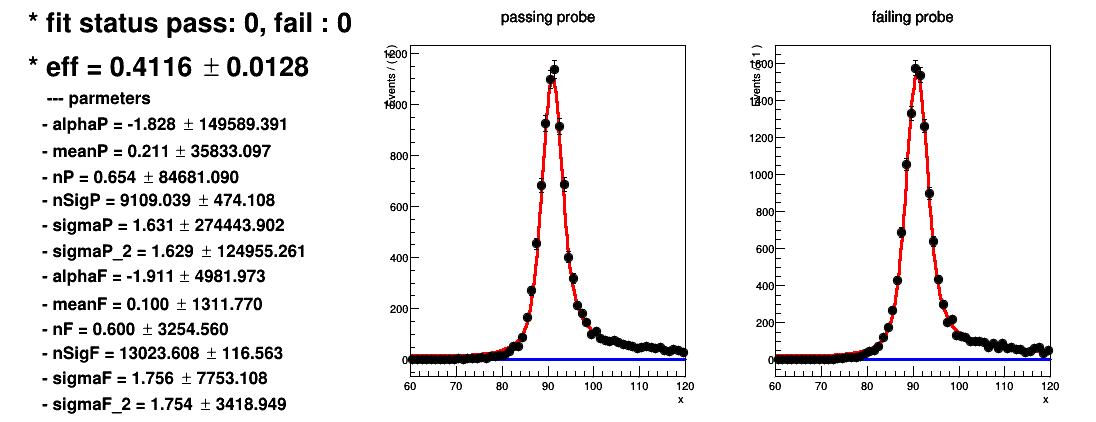 * fit status pass: 0, fail : 0
* eff = 0.4116 ± 0.0128
--- parmeters
- alphaP = -1.828 ± 149589.391
- meanP = 0.211 ± 35833.097
- nP = 0.654 ± 84681.090
- nSigP = 9109.039 ± 474.108
- sigmaP = 1.631 ± 274443.902
- sigmaP_2 = 1.629 ± 124955.261
- alphaF = -1.911 ± 4981.973
- meanF = 0.100 ± 1311.770
- nF = 0.600 ± 3254.560
- nSigF = 13023.608 ± 116.563
- sigmaF = 1.756 ± 7753.108
- sigmaF_2 = 1.754 ± 3418.949
passing probe
1200
1000
800
600
400
200
0
60 70 80 90 100 110 120
x
failing probe
1600
1400
1200
1000
800
600
400
200
0
60 70 80 90 100 110 120
x